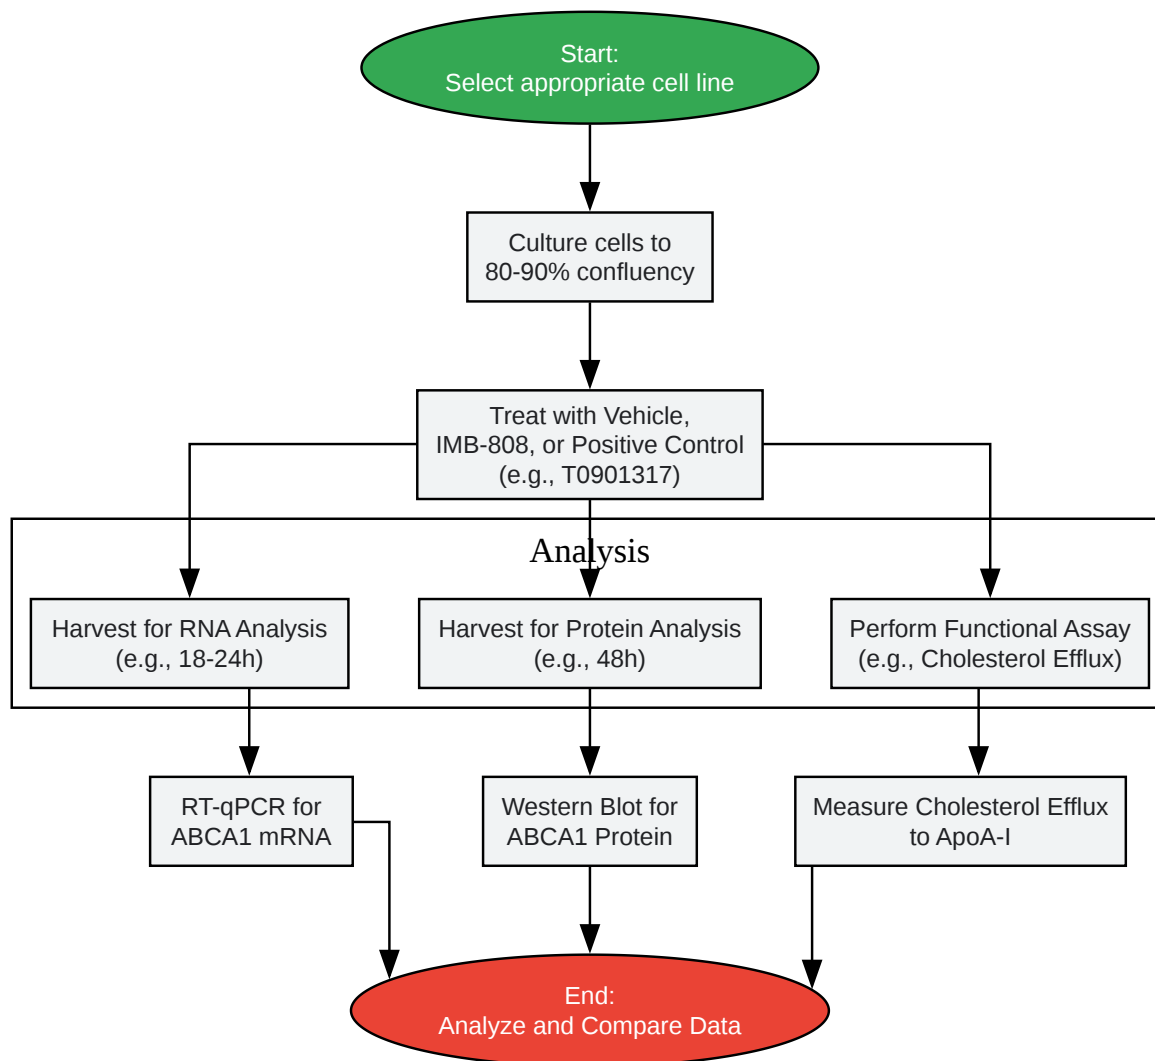 Start:
Select appropriate cell line
Culture cells to
80-90% confluency
Treat with Vehicle,
IMB-808, or Positive Control
(e.g., T0901317)
Analysis
Harvest for RNA Analysis
(e.g., 18-24h)
Harvest for Protein Analysis
(e.g., 48h)
Perform Functional Assay
(e.g., Cholesterol Efflux)
RT-qPCR for
ABCA1 mRNA
Western Blot for
ABCA1 Protein
Measure Cholesterol Efflux
to ApoA-I
End:
Analyze and Compare Data